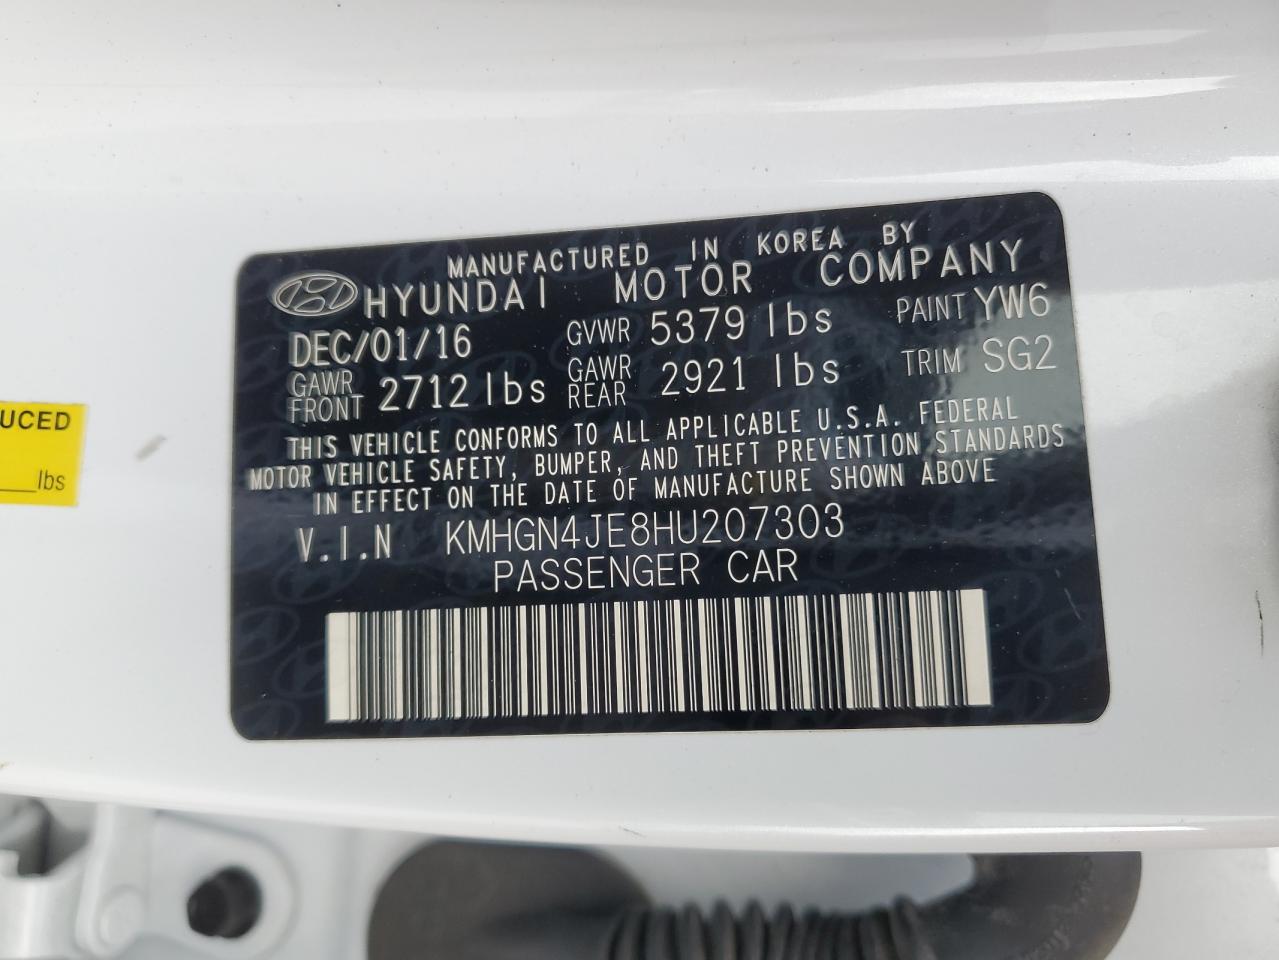 MANUFACTURED IN KOREA BY
HYUNDAI MOTOR COMPANY
DEC/01/16 GVWR 5379 lbs PAINT YW6
GAWR FRONT 2712 lbs GAWR REAR 2921 lbs TRIM SG2
THIS VEHICLE CONFORMS TO ALL APPLICABLE U.S.A. FEDERAL
MOTOR VEHICLE SAFETY, BUMPER, AND THEFT PREVENTION STANDARDS
IN EFFECT ON THE DATE OF MANUFACTURE SHOWN ABOVE
V.I.N KMHGN4JE8HU207303
PASSENGER CAR
UCED
lbs